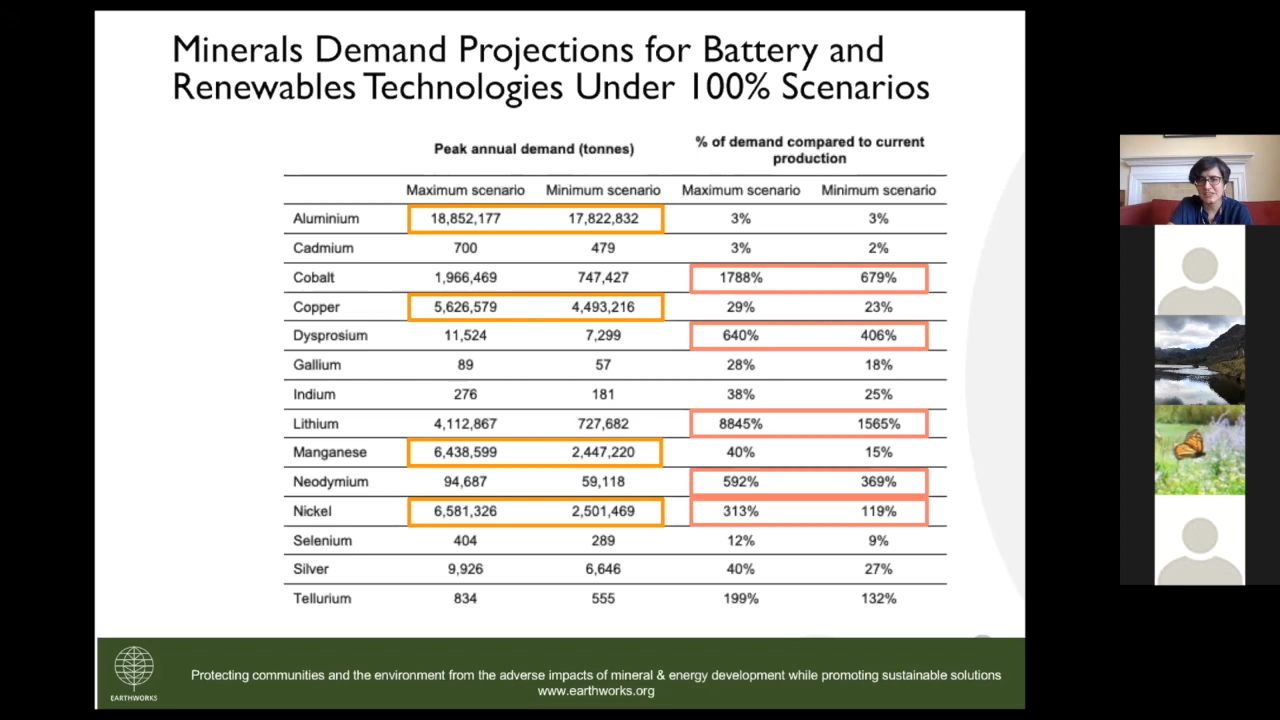 Minerals Demand Projections for Battery and
Renewables Technologies Under 100% Scenarios
Peak annual demand (tonnes) % of demand compared to current
production
Maximum scenario Minimum scenario Maximum scenario Minimum scenario
Aluminium 18,852,177 17,822,832 3% 3%
Cadmium 700 479 3% 2%
Cobalt 1,966,469 747,427 1788% 679%
Copper 5,626,579 4,493,216 29% 23%
Dysprosium 11,524 7,299 640% 406%
Gallium 89 57 28% 18%
Indium 276 181 38% 25%
Lithium 4,112,867 727,682 8845% 1565%
Manganese 6,438,599 2,447,220 40% 15%
Neodymium 94,687 59,118 592% 369%
Nickel 6,581,326 2,501,469 313% 119%
Selenium 404 289 12% 9%
Silver 9,926 6,646 40% 27%
Tellurium 834 555 199% 132%
Protecting communities and the environment from the adverse impacts of mineral & energy development while promoting sustainable solutions
www.earthworks.org
EARTHWORKS